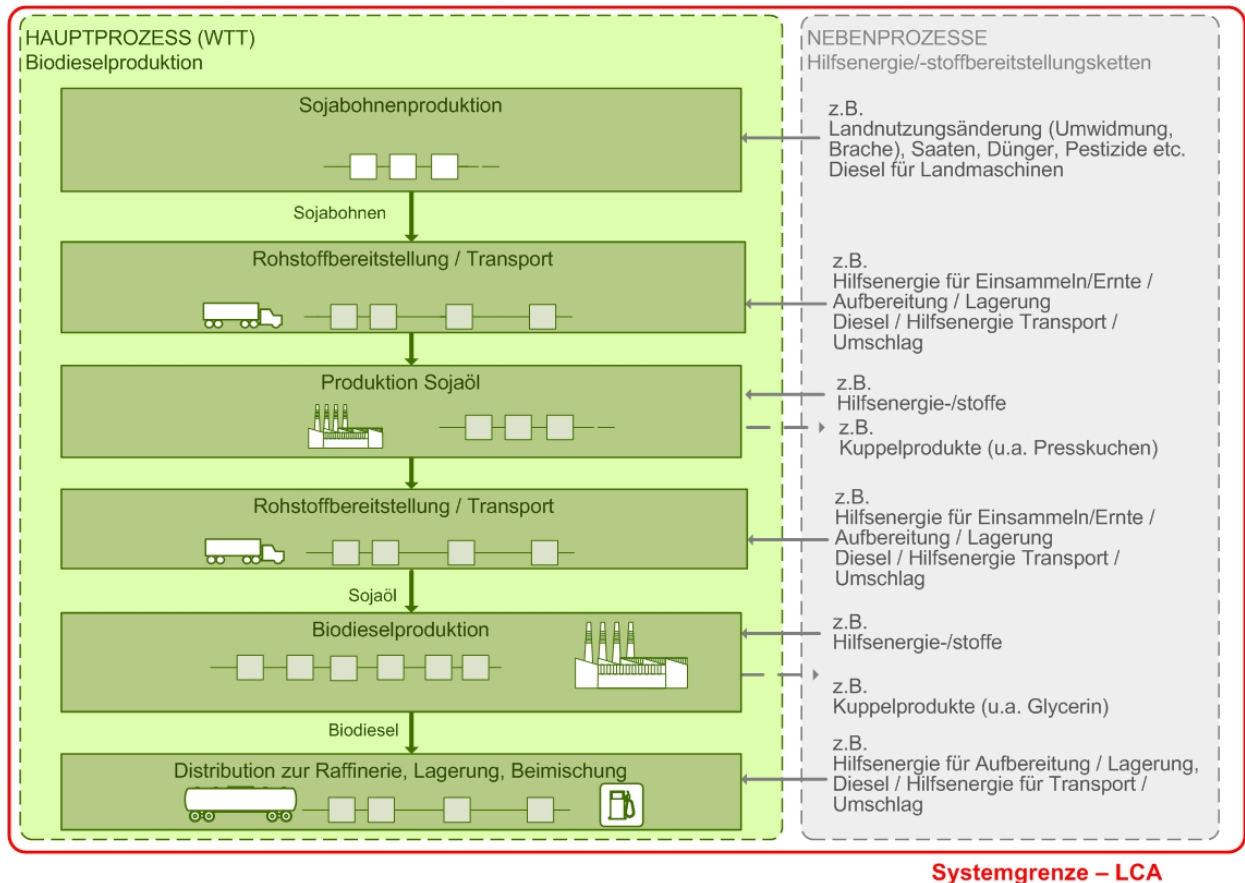 HAUPTPROZESS (WTT)
Biodieselproduktion
NEBENPROZESSE
Hilfsenergie/-stoffbereitstellungsketten
Sojabohnenproduktion
z.B.
Landnutzungsänderung (Umwidmung,
Brache), Saaten, Dünger, Pestizide etc.
Diesel für Landmaschinen
Sojabohnen
Rohstoffbereitstellung / Transport
z.B.
Hilfsenergie für Einsammeln/Ernte /
Aufbereitung / Lagerung
Diesel / Hilfsenergie Transport /
Umschlag
Produktion Sojaöl
z.B.
Hilfsenergie-/stoffe
z.B.
Kuppelprodukte (u.a. Presskuchen)
Rohstoffbereitstellung / Transport
z.B.
Hilfsenergie für Einsammeln/Ernte /
Aufbereitung / Lagerung
Diesel / Hilfsenergie Transport /
Umschlag
Sojaöl
Biodieselproduktion
z.B.
Hilfsenergie-/stoffe
z.B.
Kuppelprodukte (u.a. Glycerin)
Biodiesel
Distribution zur Raffinerie, Lagerung, Beimischung
z.B.
Hilfsenergie für Aufbereitung / Lagerung,
Diesel / Hilfsenergie für Transport /
Umschlag
Systemgrenze – LCA